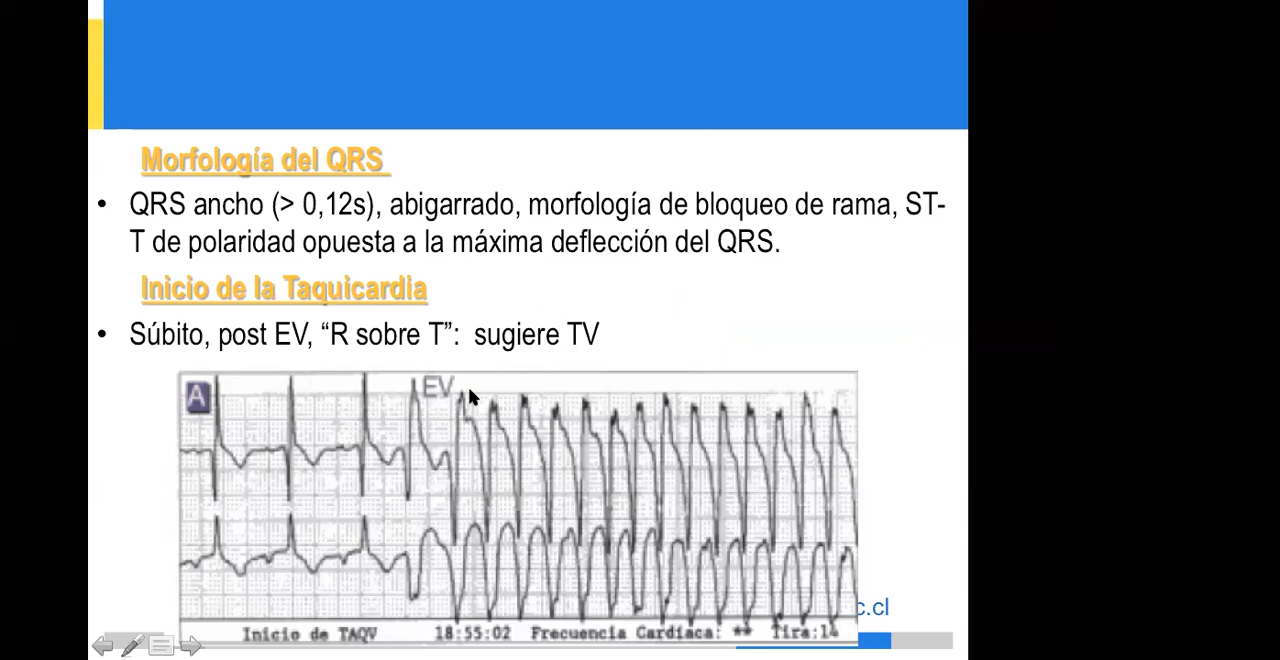 Morfología del QRS
• QRS ancho (> 0,12s), abigarrado, morfología de bloqueo de rama, ST-
T de polaridad opuesta a la máxima deflección del QRS.
Inicio de la Taquicardia
• Súbito, post EV, “R sobre T”:  sugiere TV
A
EV
c.cl
Inicio de TAQV 18:55:02 Frecuencia Cardíaca: ** Tira:14